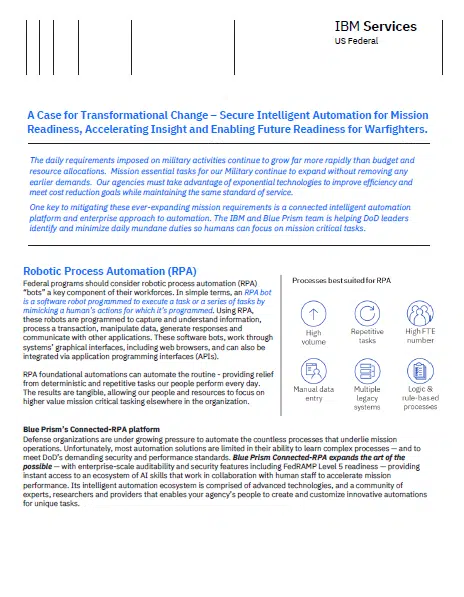 IBM Services
US Federal
A Case for Transformational Change – Secure Intelligent Automation for Mission
Readiness, Accelerating Insight and Enabling Future Readiness for Warfighters.
The daily requirements imposed on military activities continue to grow far more rapidly than budget and
resource allocations. Mission essential tasks for our Military continue to expand without removing any
earlier demands. Our agencies must take advantage of exponential technologies to improve efficiency and
meet cost reduction goals while maintaining the same standard of service.
One key to mitigating these ever-expanding mission requirements is a connected intelligent automation
platform and enterprise approach to automation. The IBM and Blue Prism team is helping DoD leaders
identify and minimize daily mundane duties so humans can focus on mission critical tasks.
Robotic Process Automation (RPA)
Federal programs should consider robotic process automation (RPA)
“bots” a key component of their workforces. In simple terms, an RPA bot
is a software robot programmed to execute a task or a series of tasks by
mimicking a human’s actions for which it’s programmed. Using RPA,
these robots are programmed to capture and understand information,
process a transaction, manipulate data, generate responses and
communicate with other applications. These software bots, work through
systems’ graphical interfaces, including web browsers, and can also be
integrated via application programming interfaces (APIs).
RPA foundational automations can automate the routine - providing relief
from deterministic and repetitive tasks our people perform every day.
The results are tangible, allowing our people and resources to focus on
higher value mission critical tasking elsewhere in the organization.
Processes best suited for RPA
High
volume
Repetitive
tasks
High FTE
number
Manual data
entry
Multiple
legacy
systems
Logic &
rule-based
processes
Blue Prism’s Connected-RPA platform
Defense organizations are under growing pressure to automate the countless processes that underlie mission
operations. Unfortunately, most automation solutions are limited in their ability to learn complex processes — and to
meet DoD’s demanding security and performance standards. Blue Prism Connected-RPA expands the art of the
possible — with enterprise-scale auditability and security features including FedRAMP Level 5 readiness — providing
instant access to an ecosystem of AI skills that work in collaboration with human staff to accelerate mission
performance. Its intelligent automation ecosystem is comprised of advanced technologies, and a community of
experts, researchers and providers that enables your agency’s people to create and customize innovative automations
for unique tasks.